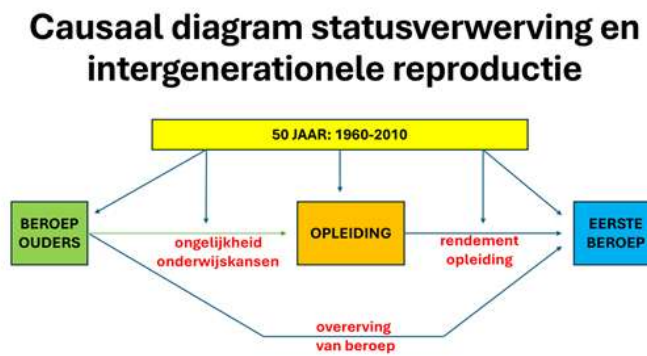 Causaal diagram statusverwerving en
intergenerationele reproductie
50 JAAR: 1960-2010
BEROEP
OUDERS
ongelijkheid
onderwijskansen
OPLEIDING
rendement
opleiding
EERSTE
BEROEP
overerving
van beroep